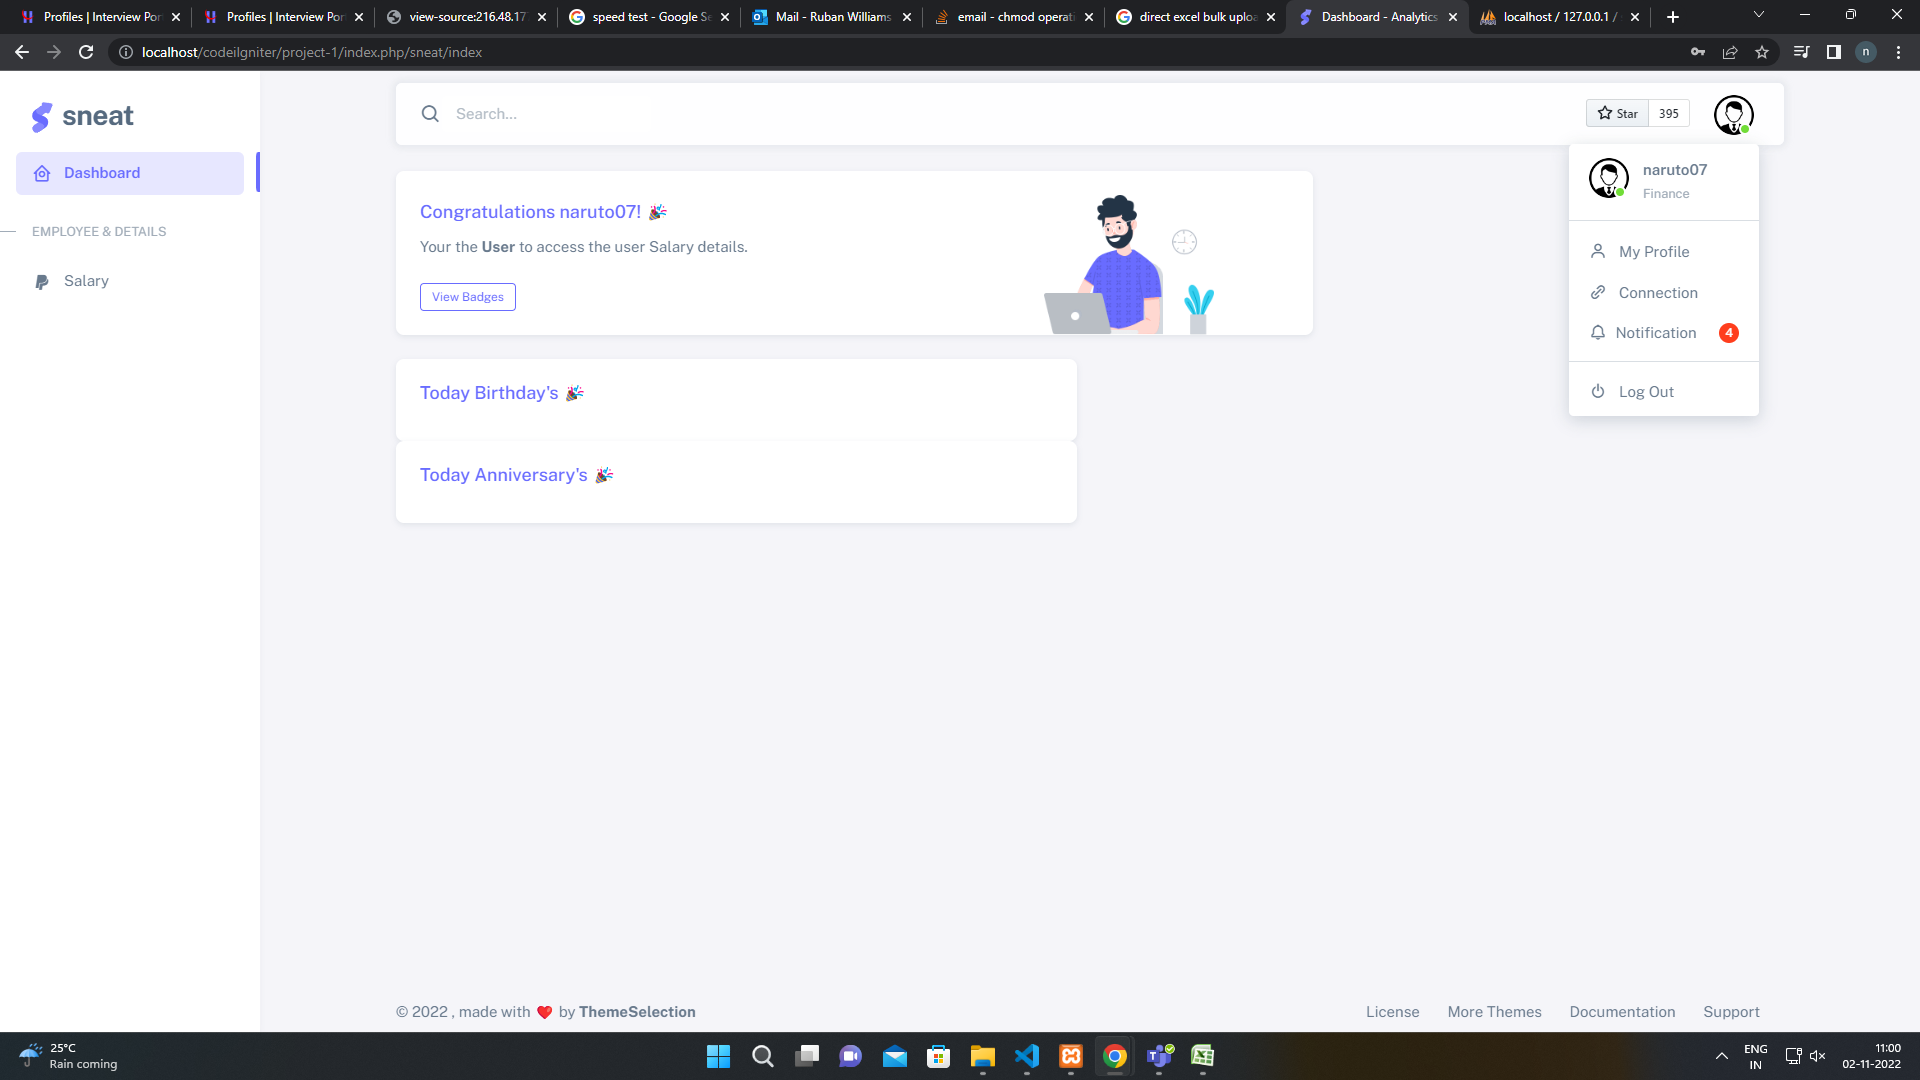 Profiles | Interview Por
Profiles | Interview Por
view-source:216.48.17
speed test - Google Se
Mail - Ruban Williams
email - chmod operati
direct excel bulk uploa
Dashboard - Analytics
localhost / 127.0.0.1 /
localhost/codeilgniter/project-1/index.php/sneat/index
n
sneat
Search...
Star
395
Dashboard
EMPLOYEE & DETAILS
Salary
Congratulations naruto07! 🎉
Your the User to access the user Salary details.
View Badges
Today Birthday's 🎉
Today Anniversary's 🎉
naruto07
Finance
My Profile
Connection
Notification
4
Log Out
© 2022 , made with ❤️ by ThemeSelection
License
More Themes
Documentation
Support
25°C
Rain coming
ENG
IN
11:00
02-11-2022